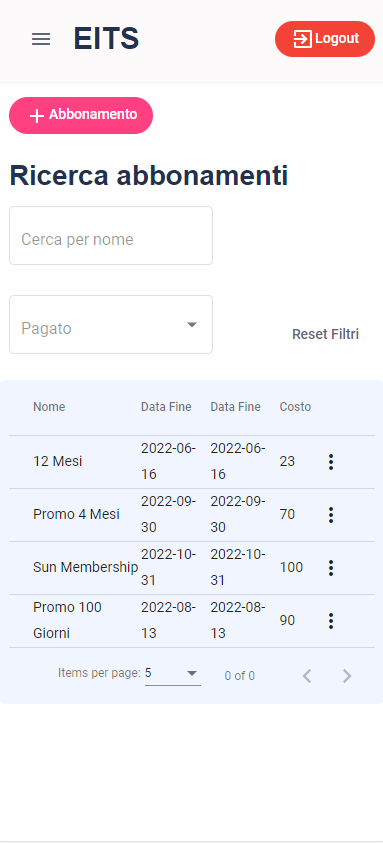 EITS
Logout
Abbonamento
Ricerca abbonamenti
Cerca per nome
Pagato
Reset Filtri
Nome Data Fine Data Fine Costo
12 Mesi 2022-06-16 2022-06-16 23
Promo 4 Mesi 2022-09-30 2022-09-30 70
Sun Membership 2022-10-31 2022-10-31 100
Promo 100 Giorni 2022-08-13 2022-08-13 90
Items per page: 5 0 of 0